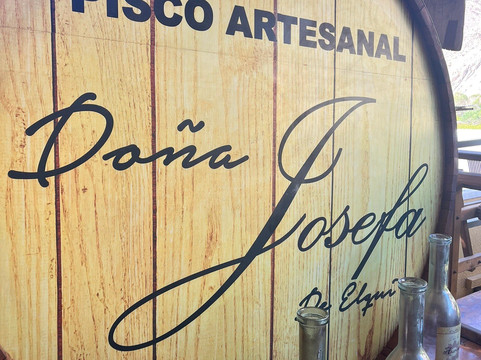 PISCO ARTESANAL
Doña
Josefa
De Elqui